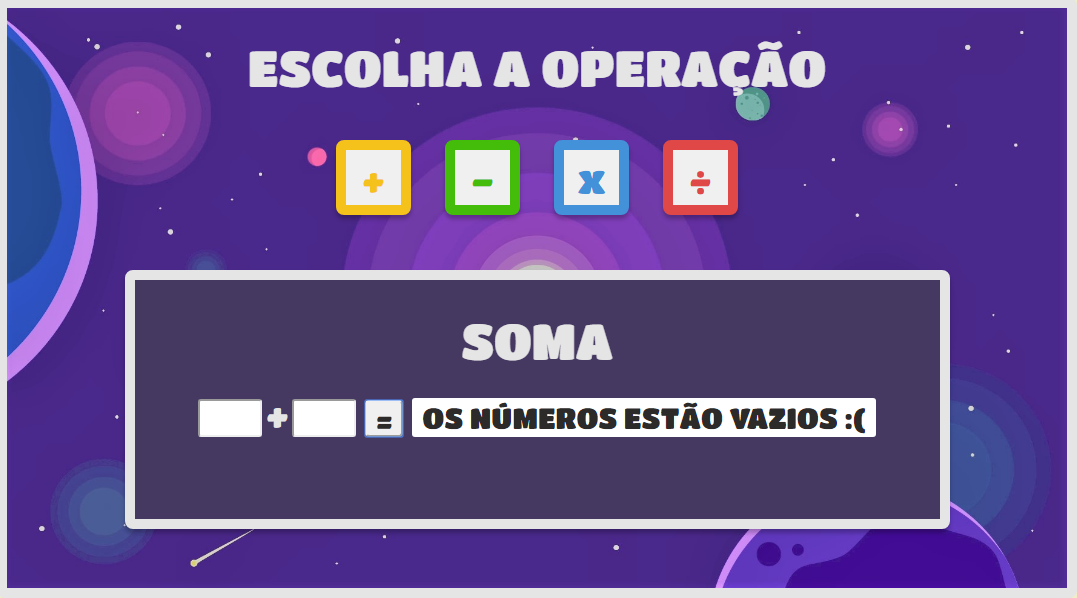 ESCOLHA A OPERAÇÃO
+ - X ÷
SOMA
+ = OS NÚMEROS ESTÃO VAZIOS :(